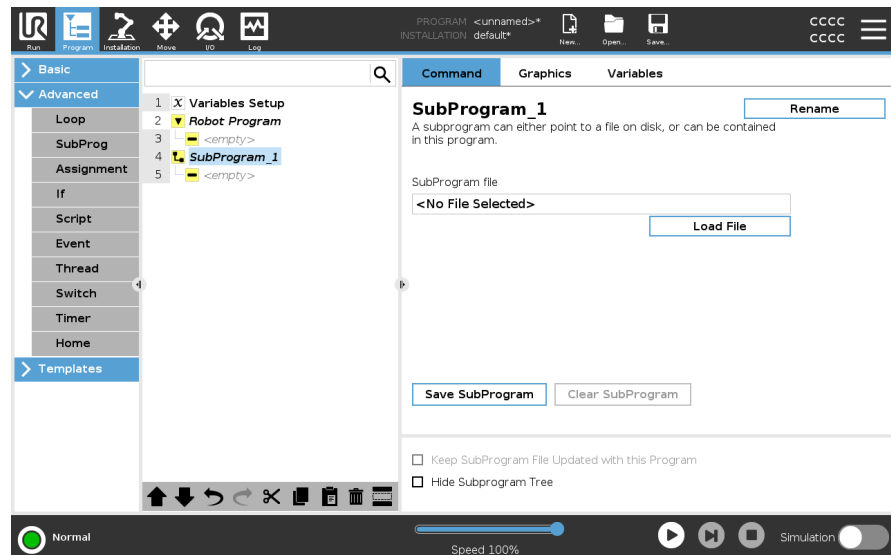 UR
PROGRAM <unnamed>*
INSTALLATION default*
CCCC
CCCC
Run
Program
Installation
Move
I/O
Log
New...
Open...
Save...
Basic
Advanced
Loop
SubProg
Assignment
If
Script
Event
Thread
Switch
Timer
Home
Templates
1 X Variables Setup
2 Robot Program
3 <empty>
4 SubProgram_1
5 <empty>
Command Graphics Variables
SubProgram_1
Rename
A subprogram can either point to a file on disk, or can be contained
in this program.
SubProgram file
<No File Selected>
Load File
Save SubProgram Clear SubProgram
Keep SubProgram File Updated with this Program
Hide Subprogram Tree
Normal
Speed 100%
Simulation